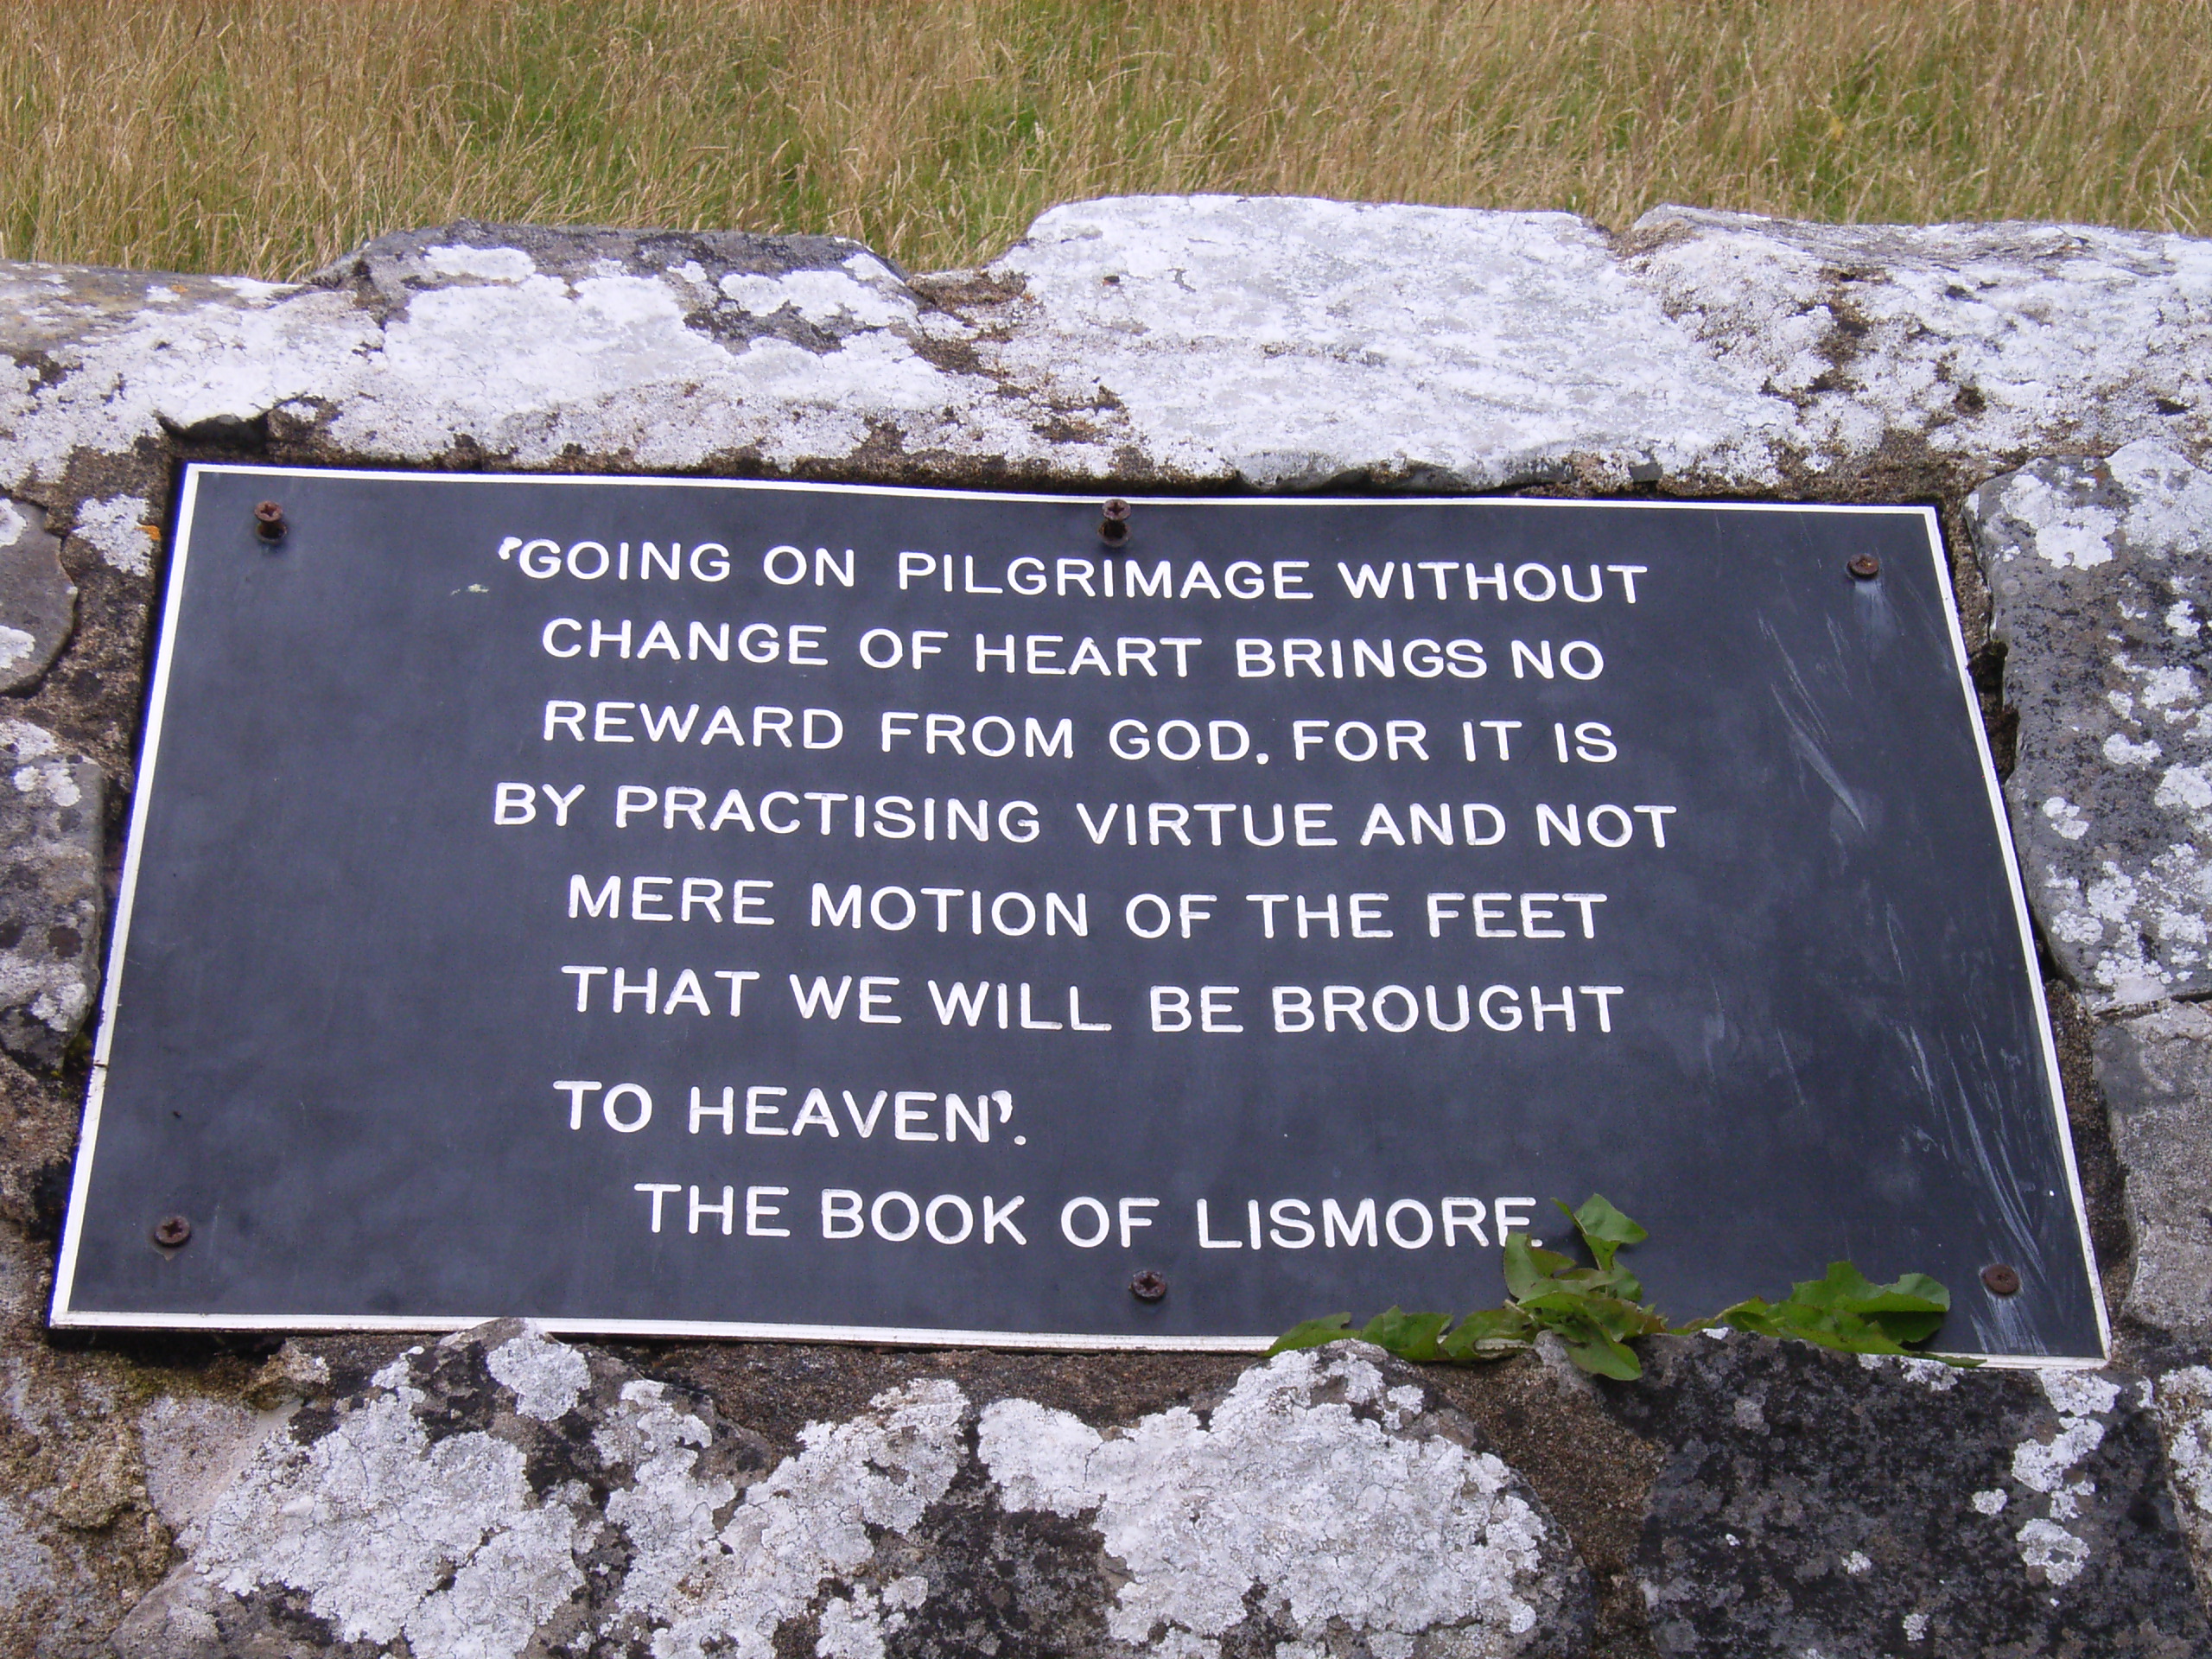 'GOING ON PILGRIMAGE WITHOUT
CHANGE OF HEART BRINGS NO
REWARD FROM GOD. FOR IT IS
BY PRACTISING VIRTUE AND NOT
MERE MOTION OF THE FEET
THAT WE WILL BE BROUGHT
TO HEAVEN'.
THE BOOK OF LISMORE.